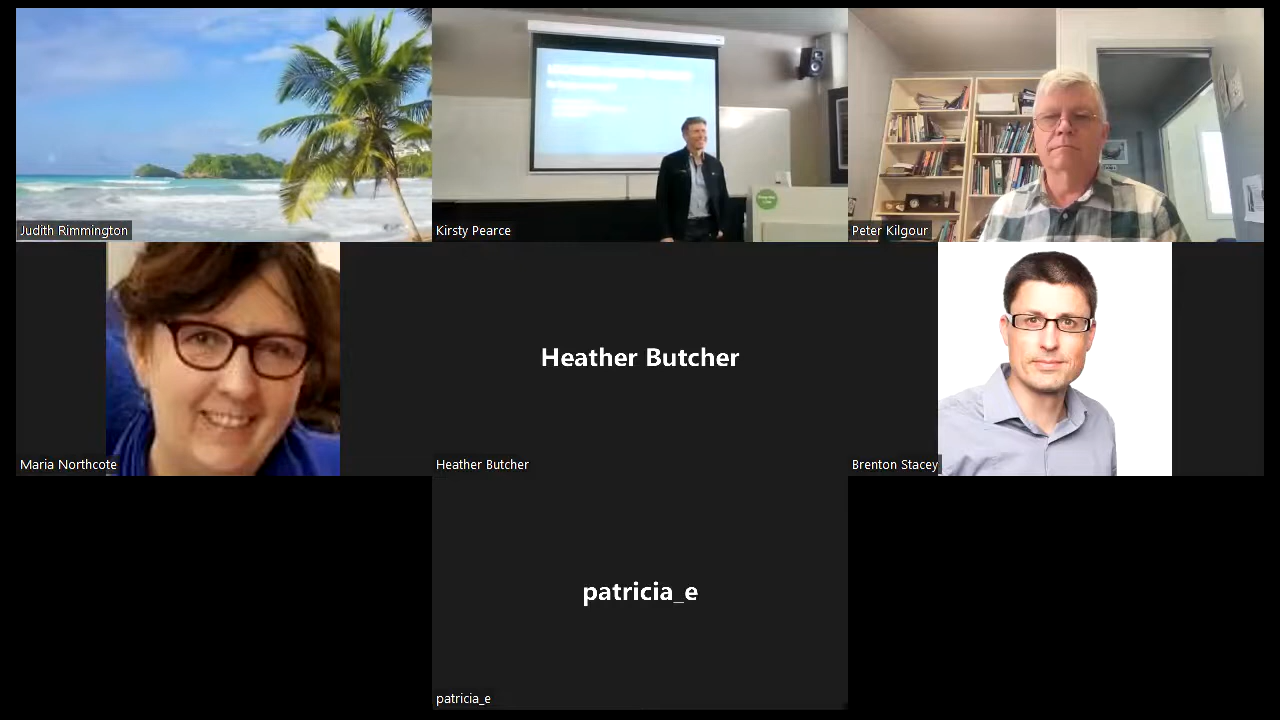 Judith Rimmington
Kirsty Pearce
Peter Kilgour
Maria Northcote
Heather Butcher
Heather Butcher
Brenton Stacey
patricia_e
patricia_e